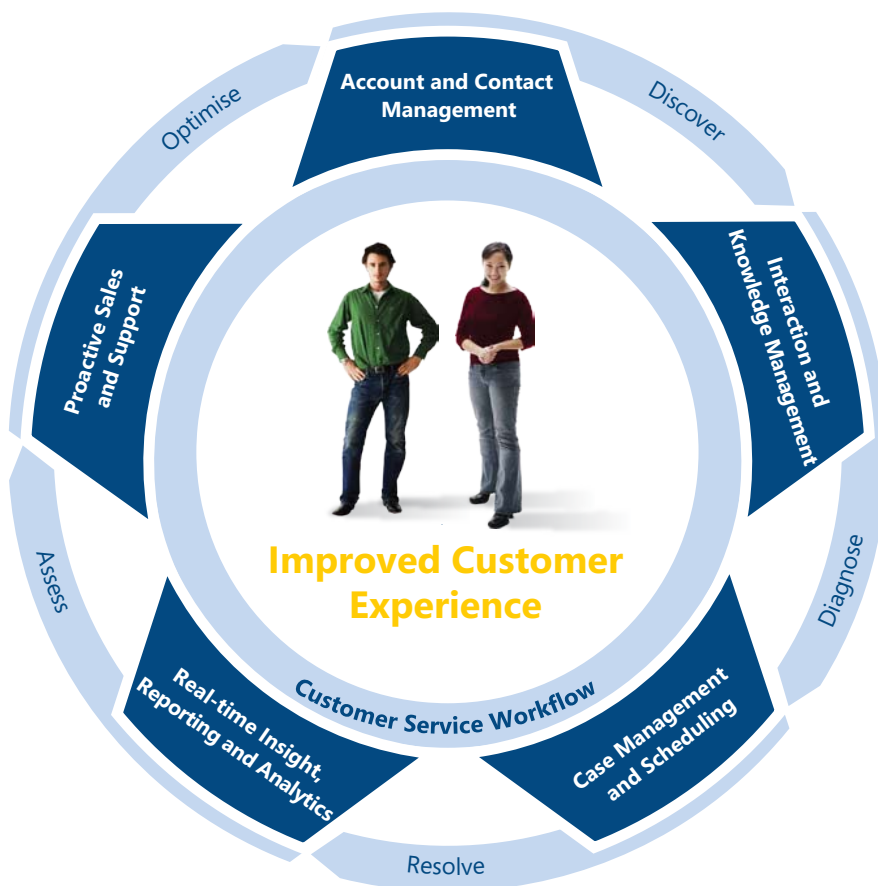 Account and Contact
Management
Discover
Interaction and
Knowledge Management
Diagnose
Case Management
and Scheduling
Resolve
Real-time Insight,
Reporting and Analytics
Assess
Proactive Sales
and Support
Optimise
Improved Customer
Experience
Customer Service Workflow